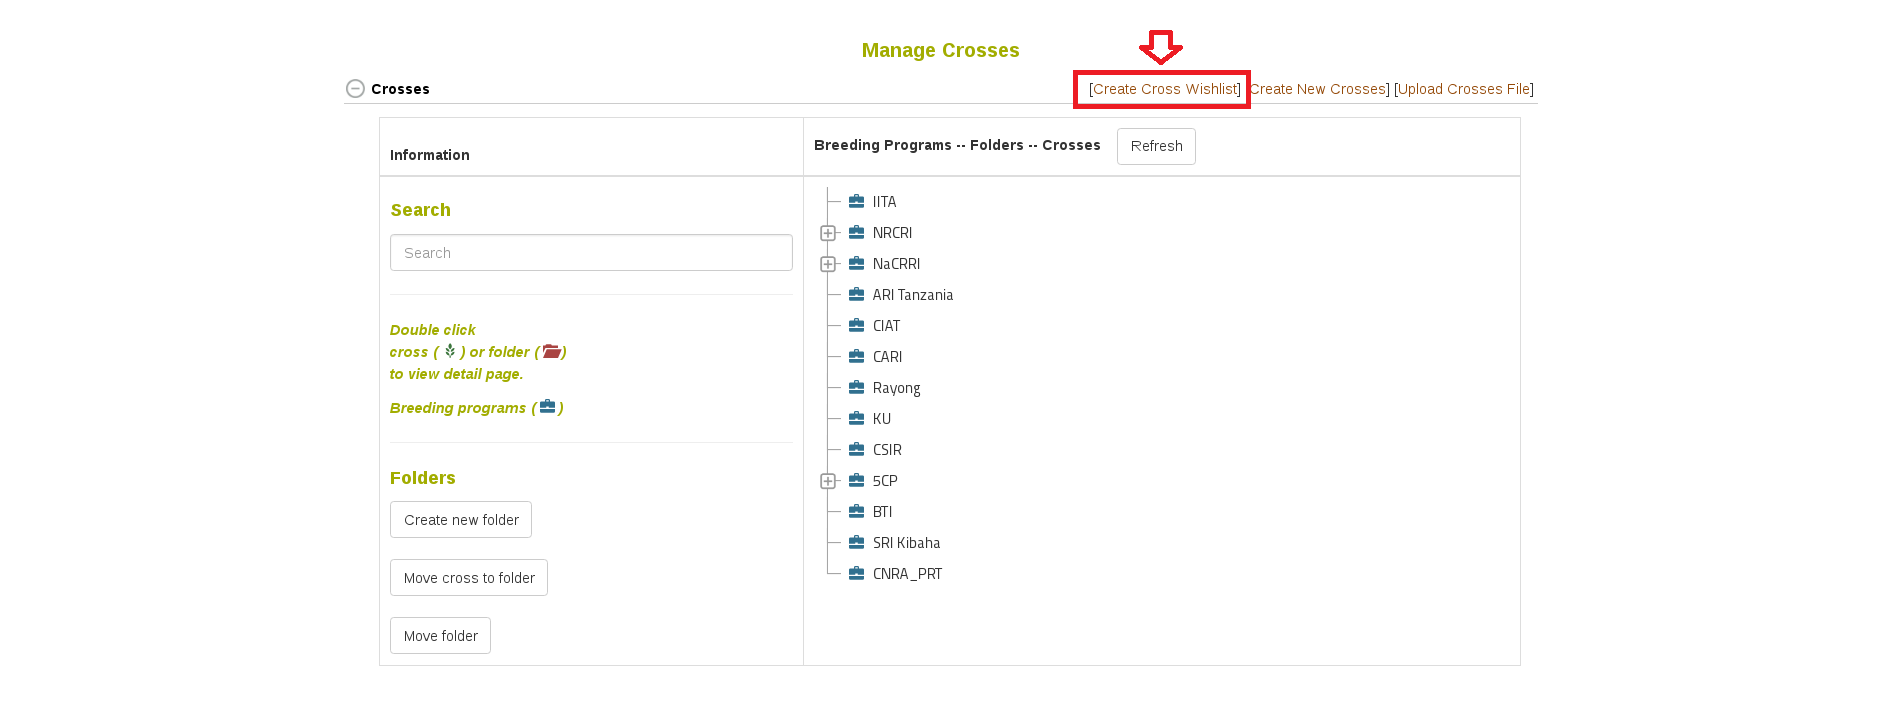 Manage Crosses
Crosses
[Create Cross Wishlist] Create New Crosses] [Upload Crosses File]
Information
Breeding Programs -- Folders -- Crosses
Refresh
Search
Search
Double click
cross ( ) or folder ( )
to view detail page.
Breeding programs ( )
Folders
Create new folder
Move cross to folder
Move folder
IITA
NRCRI
NaCRRI
ARI Tanzania
CIAT
CARI
Rayong
KU
CSIR
5CP
BTI
SRI Kibaha
CNRA_PRT